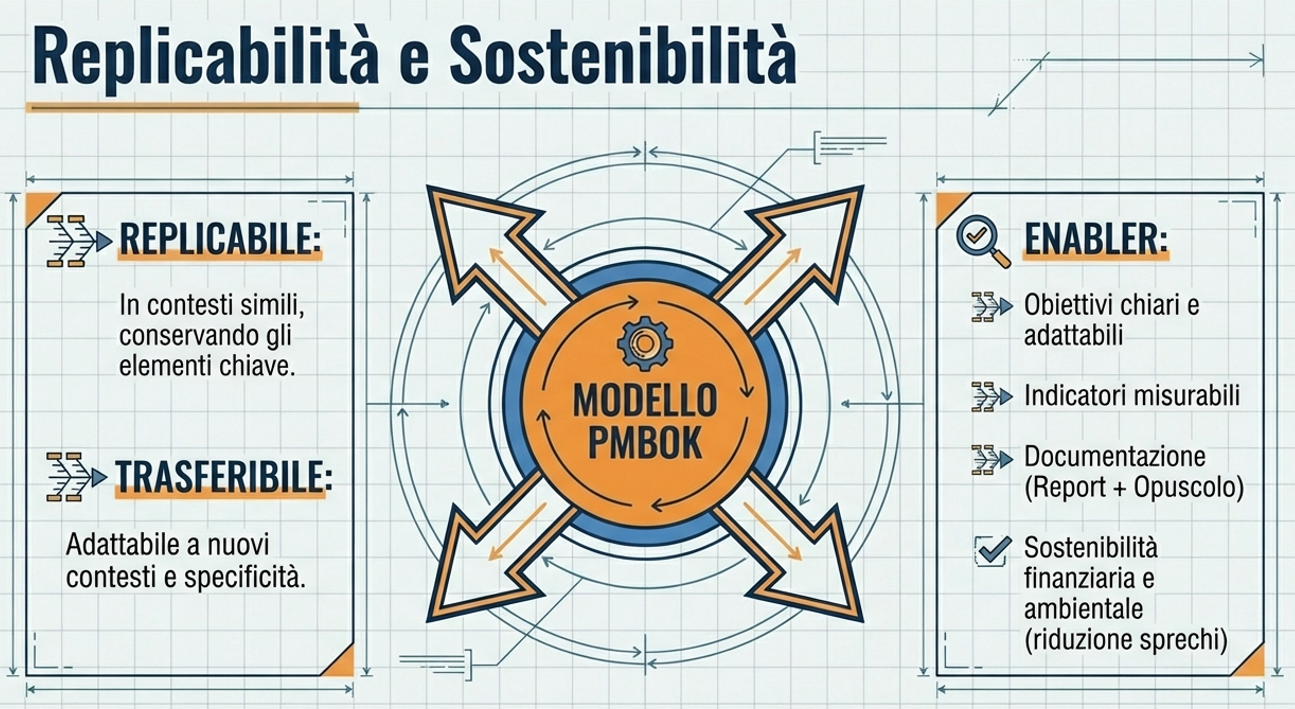 Replicabilità e Sostenibilità
REPLICABILE:
In contesti simili,
conservando gli
elementi chiave.
TRASFERIBILE:
Adattabile a nuovi
contesti e specificità.
MODELLO
PMBOK
ENABLER:
Obiettivi chiari e
adattabili
Indicatori misurabili
Documentazione
(Report + Opuscolo)
Sostenibilità
finanziaria e
ambientale
(riduzione sprechi)